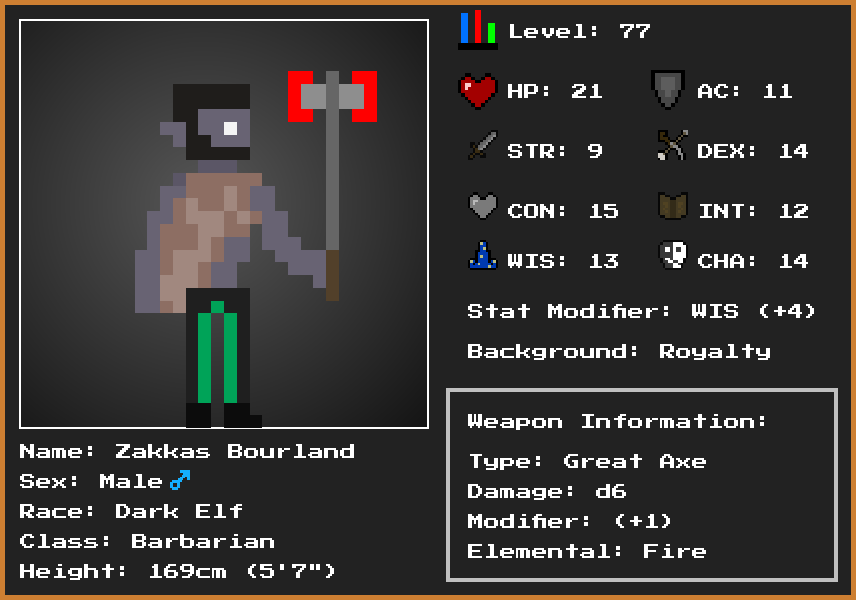 Level: 77
HP: 21 AC: 11
STR: 9 DEX: 14
CON: 15 INT: 12
WIS: 13 CHA: 14
Stat Modifier: WIS (+4)
Background: Royalty
Weapon Information:
Type: Great Axe
Damage: d6
Modifier: (+1)
Elemental: Fire
Name: Zakkas Bourland
Sex: Male♂
Race: Dark Elf
Class: Barbarian
Height: 169cm (5'7")